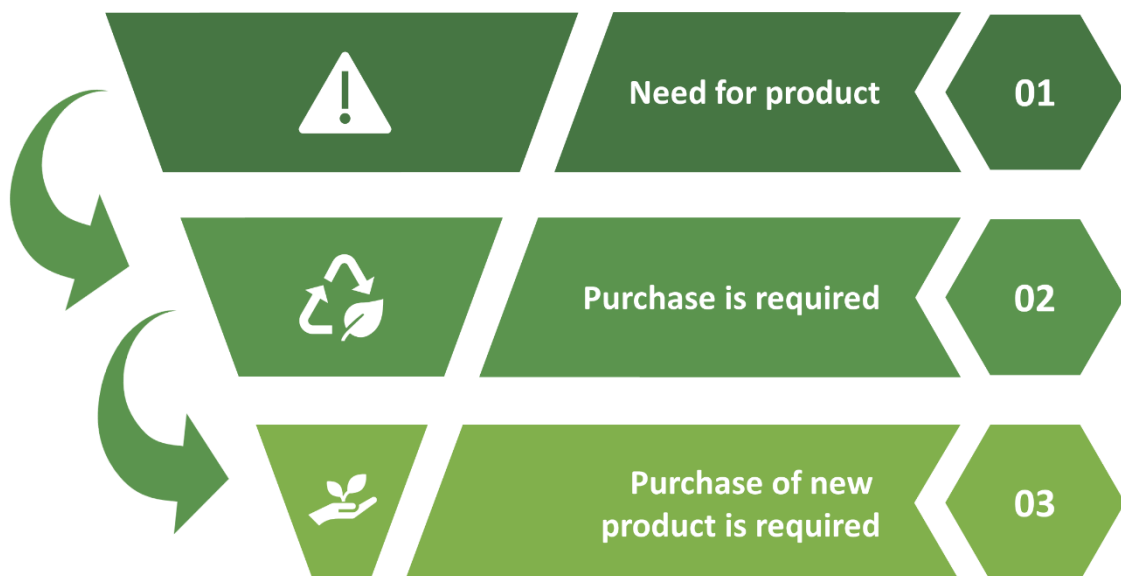 Need for product
01
Purchase is required
02
Purchase of new
product is required
03